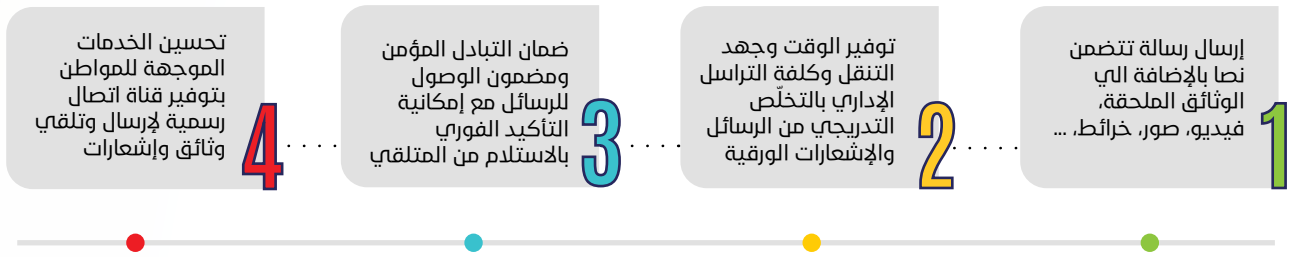 1
إرسال رسالة تتضمن
نصا بالإضافة الي
الوثائق الملحقة،
فيديو، صور، خرائط، ...
2
توفير الوقت وجهد
التنقل وكلفة التراسل
الإداري بالتخلّص
التدريجي من الرسائل
والإشعارات الورقية
3
ضمان التبادل المؤمن
ومضمون الوصول
للرسائل مع إمكانية
التأكيد الفوري
بالاستلام من المتلقي
4
تحسين الخدمات
الموجهة للمواطن
بتوفير قناة اتصال
رسمية لإرسال وتلقي
وثائق وإشعارات